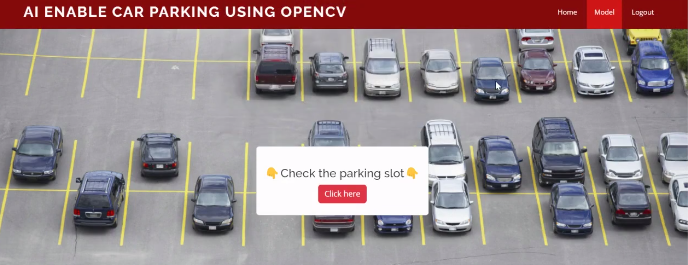 AI ENABLE CAR PARKING USING OPENCV
Home
Model
Logout
👇Check the parking slot👇
Click here